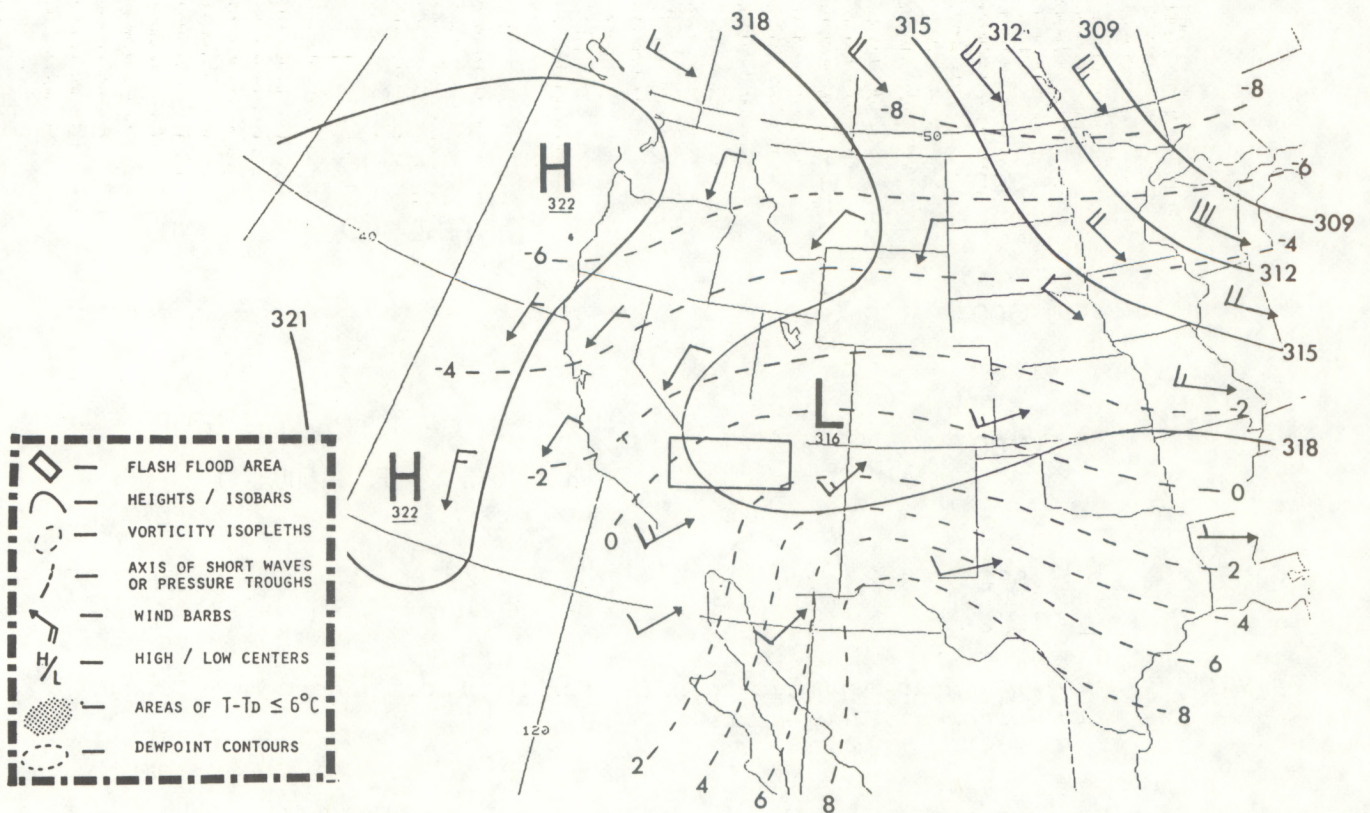 318
315
312
309
-8
-8
50
-6
H
322
309
-4
40
-6
312
321
315
-4
L
316
-2
318
H
322
-2
0
0
2
4
6
8
120
2
4
6
8
FLASH FLOOD AREA
HEIGHTS / ISOBARS
VORTICITY ISOPLETHS
AXIS OF SHORT WAVES
OR PRESSURE TROUGHS
WIND BARBS
H/L HIGH / LOW CENTERS
AREAS OF T-TD ≤ 6°C
DEWPOINT CONTOURS